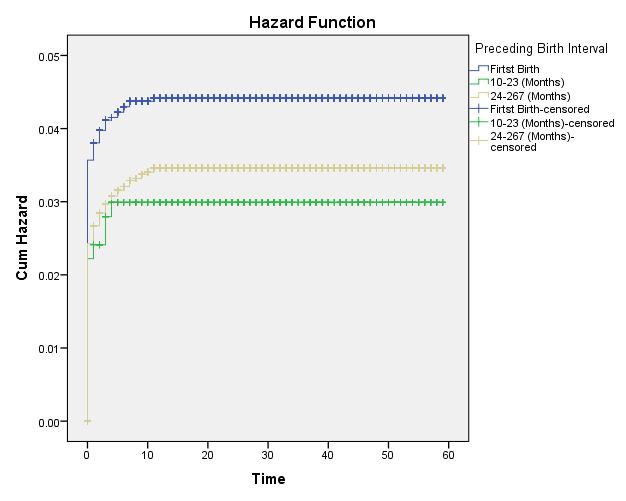 Hazard Function
Preceding Birth Interval
Firtst Birth
10-23 (Months)
24-267 (Months)
Firtst Birth-censored
10-23 (Months)-censored
24-267 (Months)-
censored
0.05
0.04
0.03
0.02
0.01
0.00
Cum Hazard
0 10 20 30 40 50 60
Time